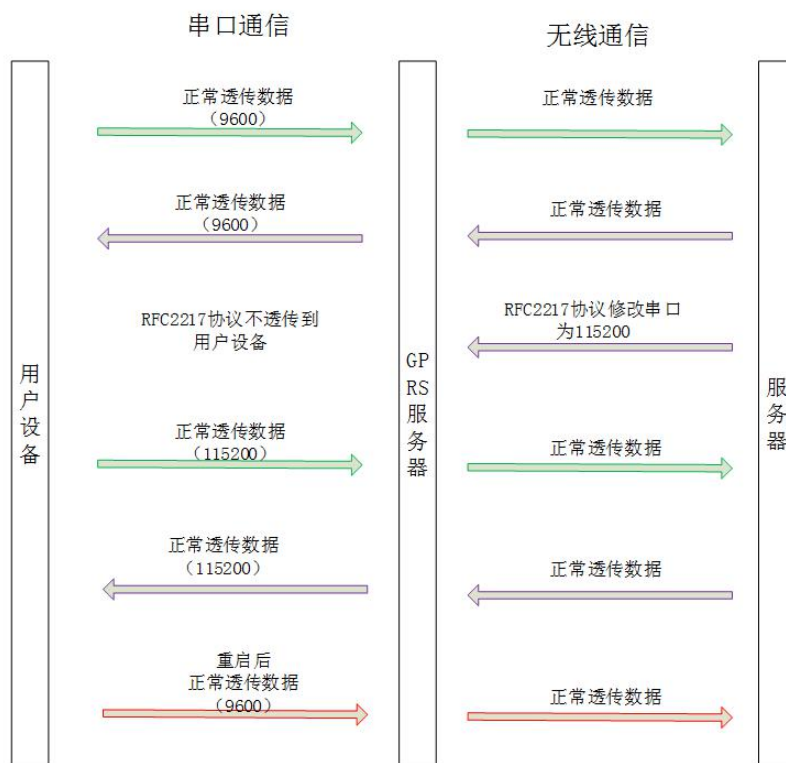 串口通信
无线通信
正常透传数据
（9600）
正常透传数据
正常透传数据
（9600）
正常透传数据
RFC2217协议不透传到
用户设备
RFC2217协议修改串口
为115200
用户设备
GPRS服务器
服务器
正常透传数据
（115200）
正常透传数据
正常透传数据
（115200）
正常透传数据
重启后
正常透传数据
（9600）
正常透传数据